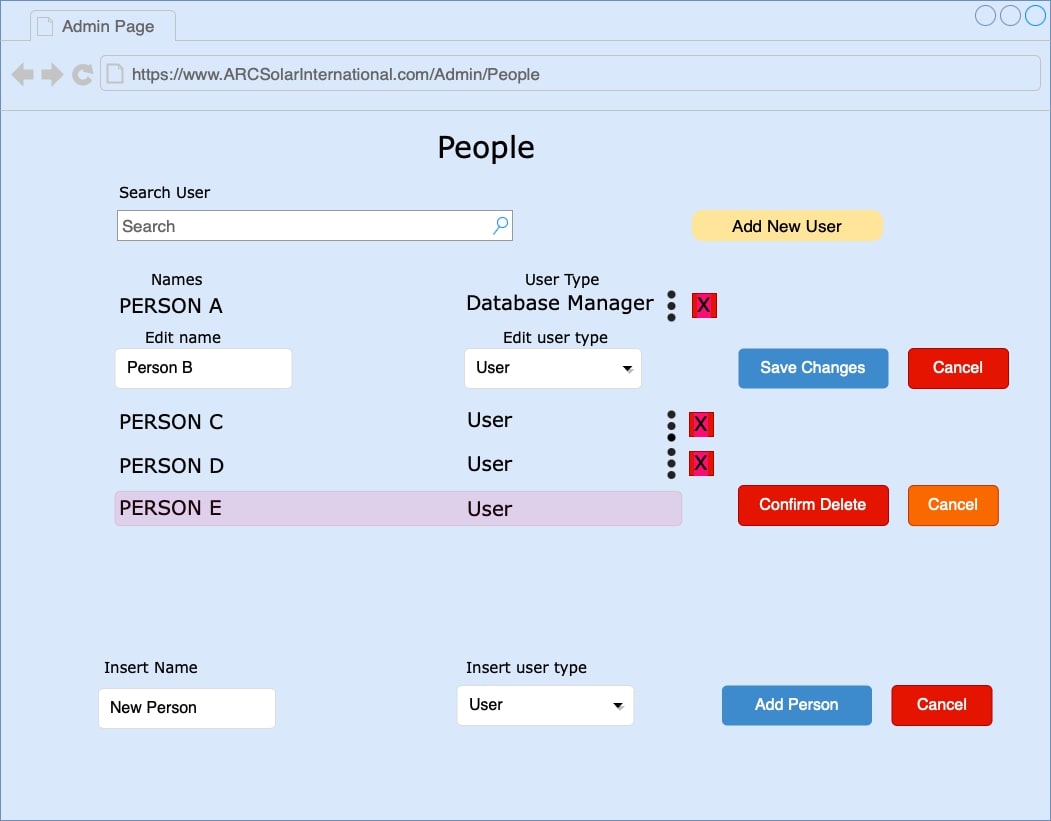 Admin Page
https://www.ARCSolarInternational.com/Admin/People
People
Search User
Search
Add New User
Names User Type
PERSON A Database Manager X
Edit name Edit user type
Person B User Save Changes Cancel
PERSON C User X
PERSON D User X
PERSON E User Confirm Delete Cancel
Insert Name Insert user type
New Person User Add Person Cancel